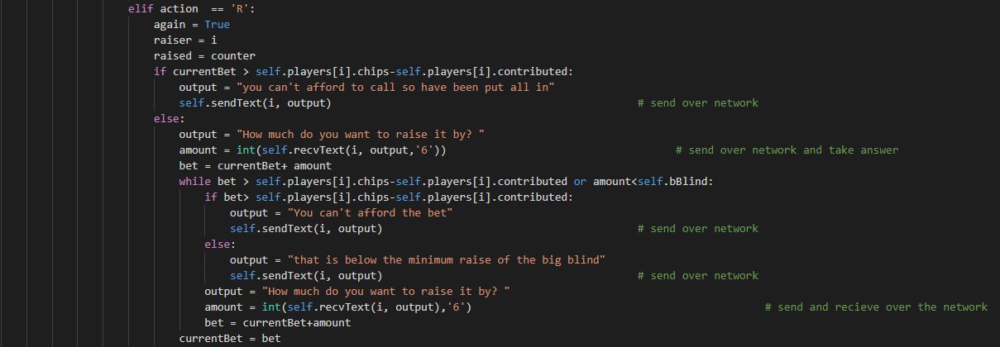 elif action  == 'R':
again = True
raiser = i
raised = counter
if currentBet > self.players[i].chips-self.players[i].contributed:
output = "you can't afford to call so have been put all in"
self.sendText(i, output) # send over network
else:
output = "How much do you want to raise it by? "
amount = int(self.recvText(i, output,'6')) # send over network and take answer
bet = currentBet+ amount
while bet > self.players[i].chips-self.players[i].contributed or amount<self.bBlind:
if bet> self.players[i].chips-self.players[i].contributed:
output = "You can't afford the bet"
self.sendText(i, output) # send over network
else:
output = "that is below the minimum raise of the big blind"
self.sendText(i, output) # send over network
output = "How much do you want to raise it by? "
amount = int(self.recvText(i, output),'6') # send and recieve over the network
bet = currentBet+amount
currentBet = bet